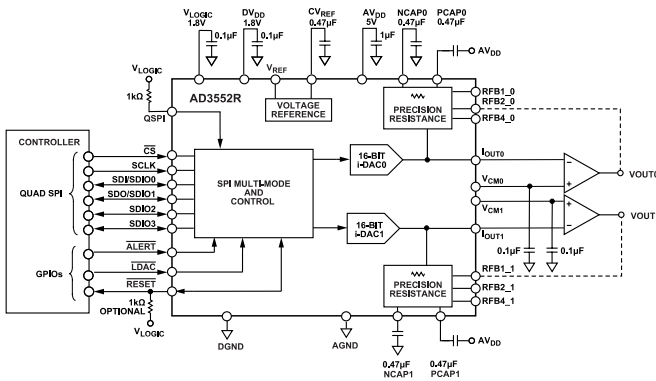 VLOGIC
1.8V
0.1µF
DVDD
1.8V
0.1µF
CVREF
0.47µF
AVDD
5V
1µF
NCAP0
0.47µF
PCAP0
0.47µF
AVDD
VLOGIC
1kΩ
QSPI
VREF
AD3552R
VOLTAGE
REFERENCE
PRECISION
RESISTANCE
RFB1_0
RFB2_0
RFB4_0
CONTROLLER
QUAD SPI
CS
SCLK
SDI/SDIO0
SDO/SDIO1
SDIO2
SDIO3
SPI MULTI-MODE
AND
CONTROL
16-BIT
i-DAC0
IOUT0
VCM0
VCM1
IOUT1
VOUT0
VOUT
16-BIT
i-DAC1
0.1µF
0.1µF
GPIOs
ALERT
LDAC
RESET
1kΩ
OPTIONAL
VLOGIC
PRECISION
RESISTANCE
RFB1_1
RFB2_1
RFB4_1
DGND
AGND
0.47µF
NCAP1
0.47µF
PCAP1
AVDD